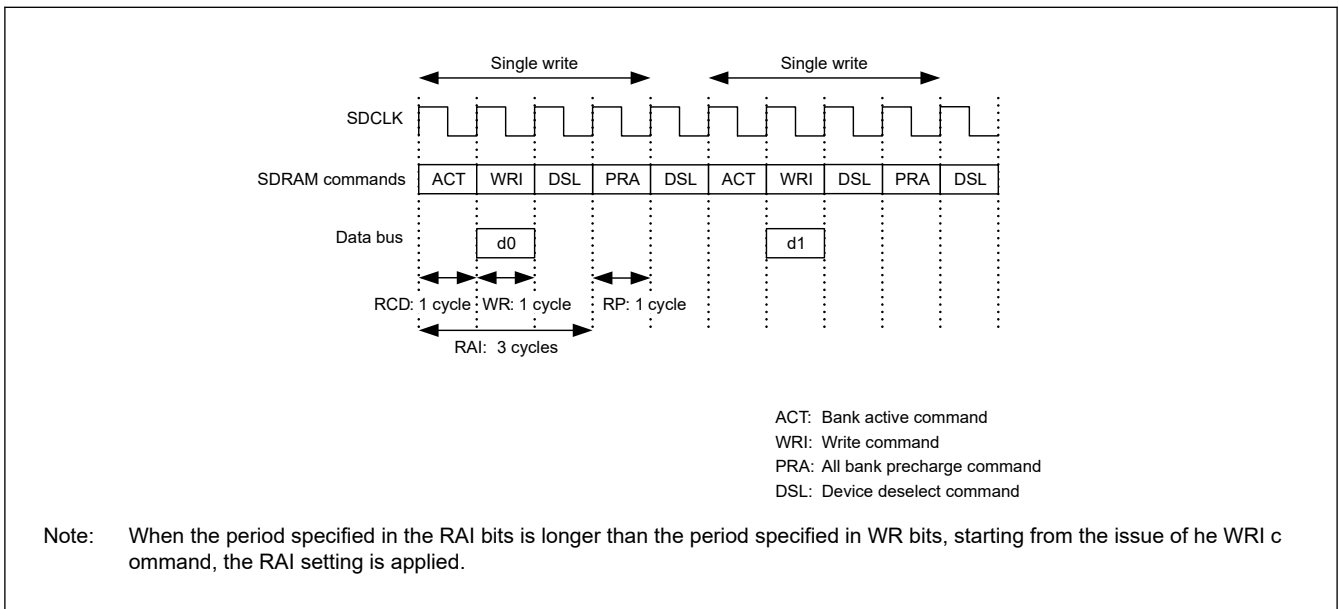 Single write Single write
SDCLK
SDRAM commands ACT WRI DSL PRA DSL ACT WRI DSL PRA DSL
Data bus d0 d1
RCD: 1 cycle WR: 1 cycle RP: 1 cycle
RAI: 3 cycles
ACT: Bank active command
WRI: Write command
PRA: All bank precharge command
DSL: Device deselect command
Note: When the period specified in the RAI bits is longer than the period specified in WR bits, starting from the issue of he WRI c
ommand, the RAI setting is applied.